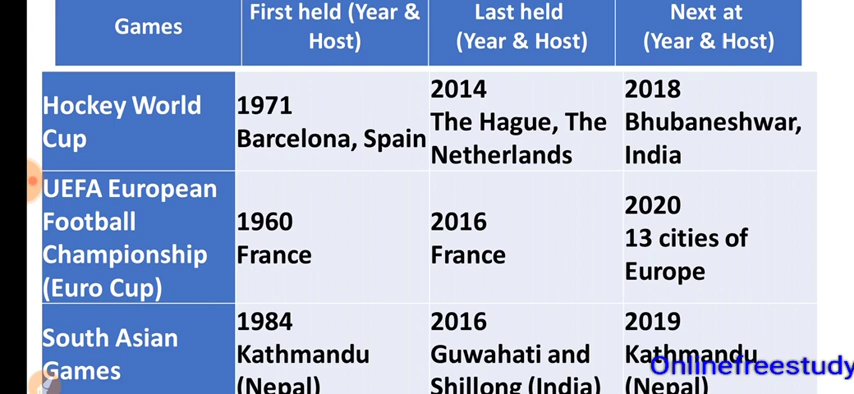 Games
First held (Year &
Host)
Last held
(Year & Host)
Next at
(Year & Host)
Hockey World
Cup
1971
Barcelona, Spain
2014
The Hague, The
Netherlands
2018
Bhubaneshwar,
India
UEFA European
Football
Championship
(Euro Cup)
1960
France
2016
France
2020
13 cities of
Europe
South Asian
Games
1984
Kathmandu
(Nepal)
2016
Guwahati and
Shillong (India)
2019
Kathmandu
(Nepal)
Onlinefreestudy